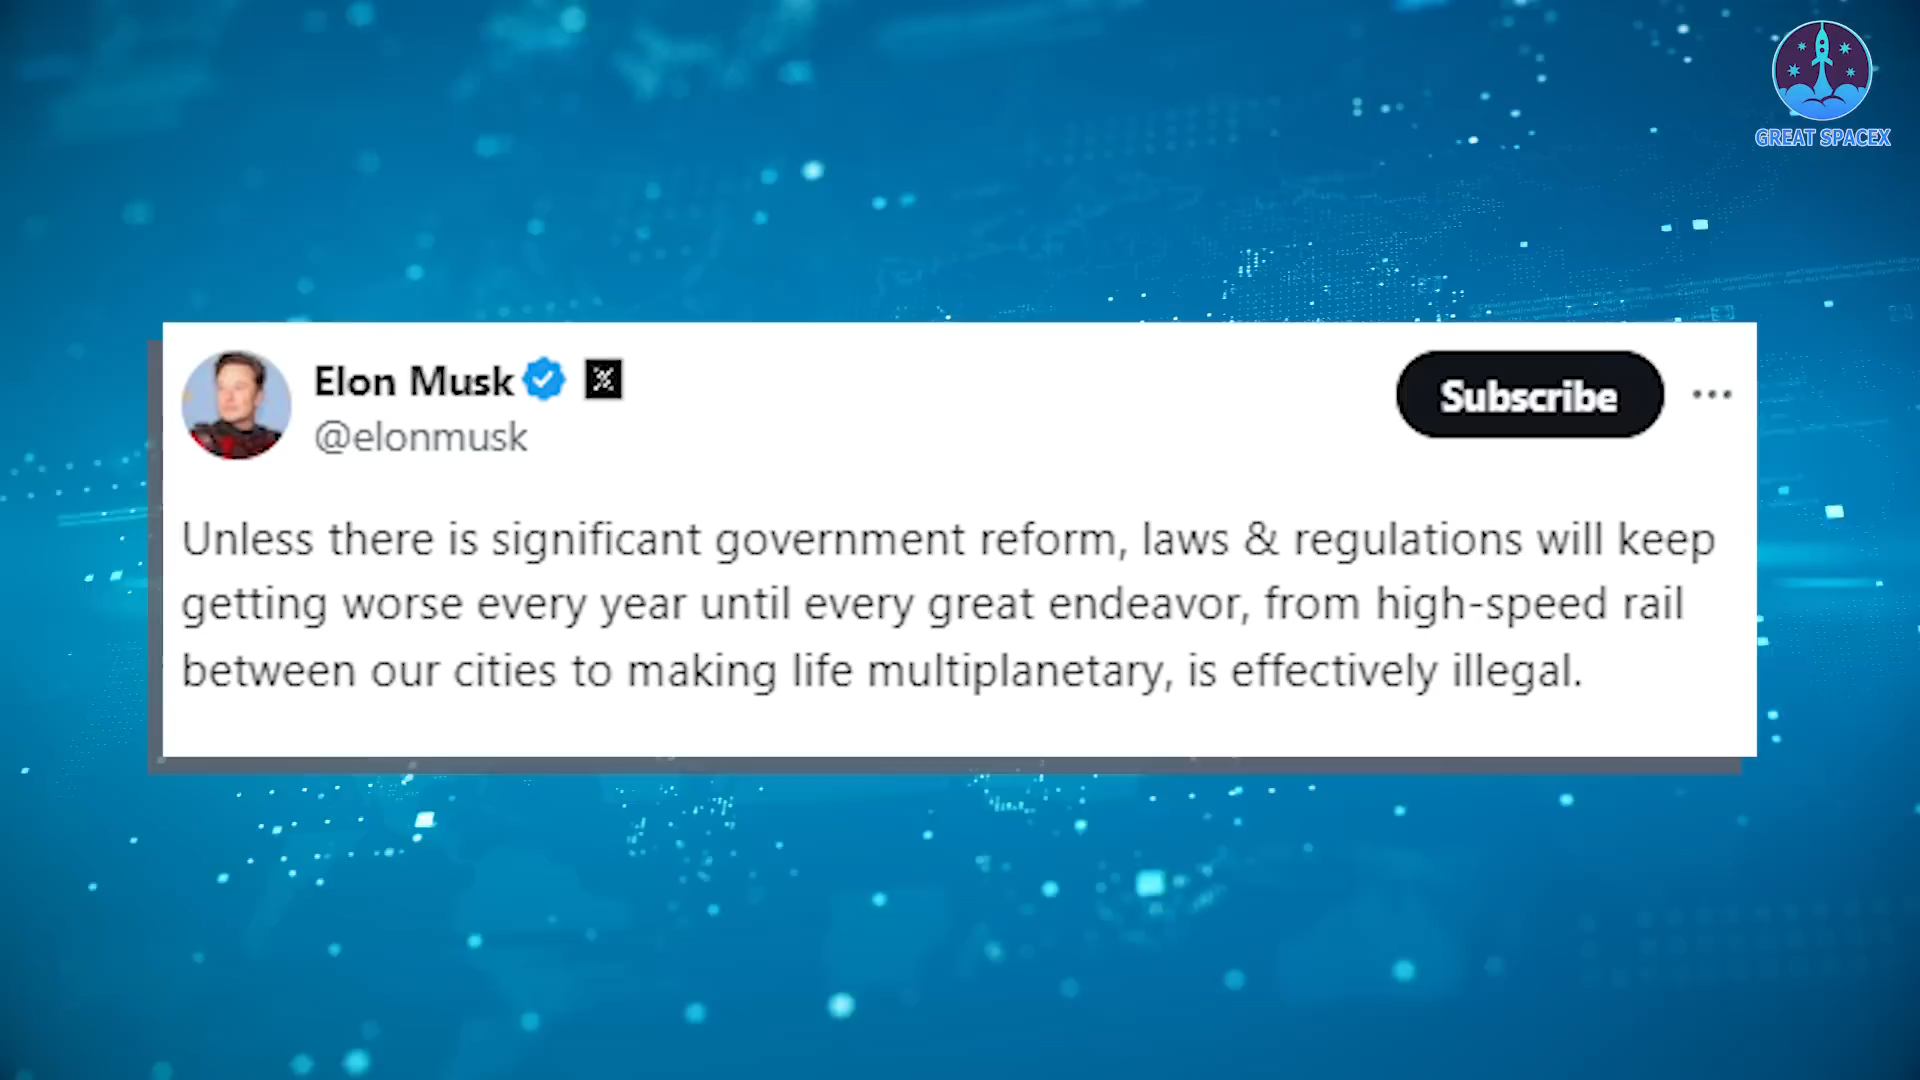 GREAT SPACEX
Elon Musk
@elonmusk
Subscribe
Unless there is significant government reform, laws & regulations will keep
getting worse every year until every great endeavor, from high-speed rail
between our cities to making life multiplanetary, is effectively illegal.